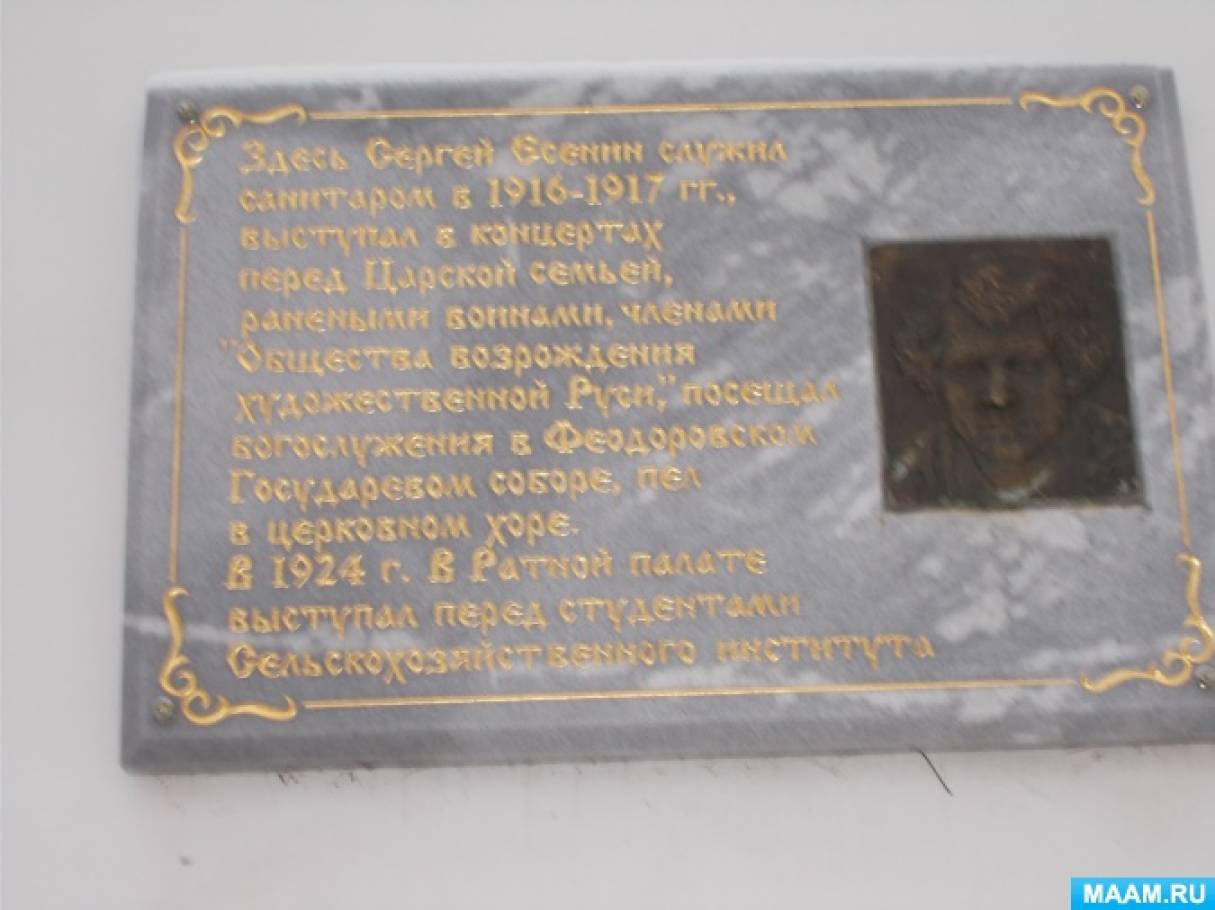 Здесь Сергей Есенин служил
санитаром в 1916-1917 гг.,
выступал в концертах
перед Царской семьей,
ранеными воинами, членами
"Общества возрождения
художественной Руси," посещал
богослужения в Феодоровском
Государевом соборе, пел
в церковном хоре.
В 1924 г. В Ратной палате
выступал перед студентами
Сельскохозяйственного института
MAAM.RU